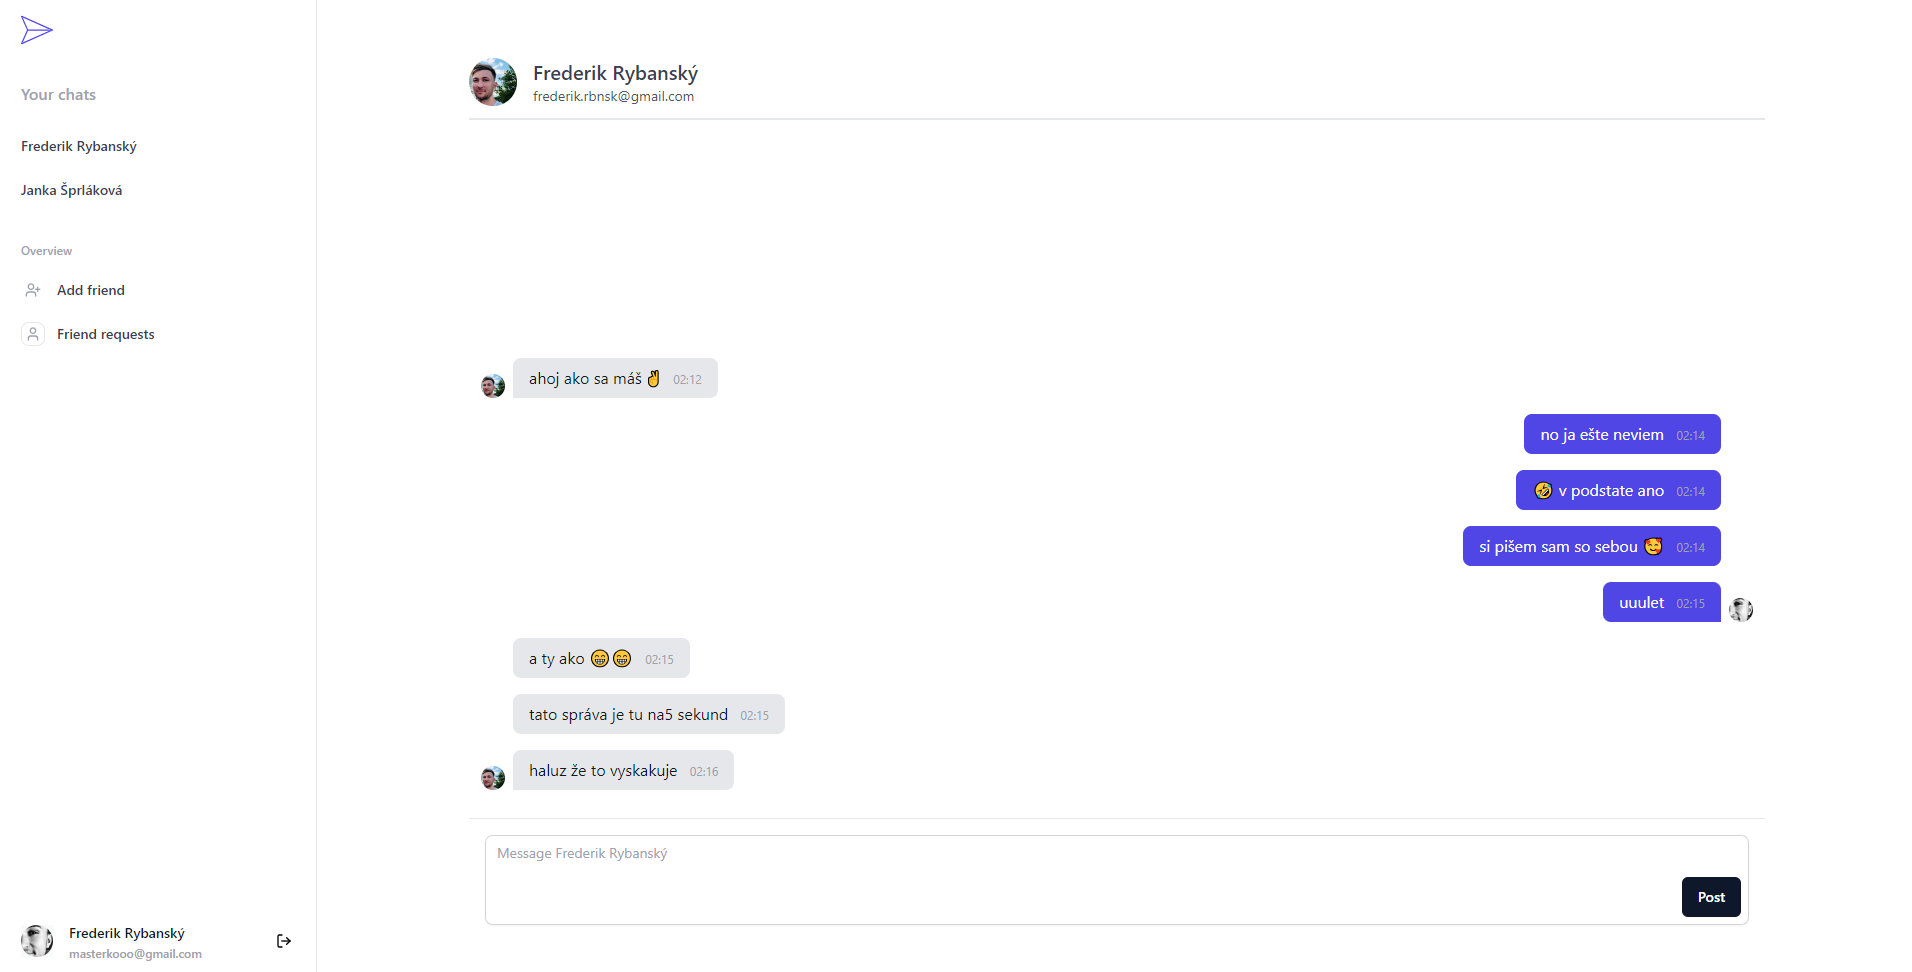 Your chats
Frederik Rybanský
Janka Šprláková
Overview
Add friend
Friend requests
Frederik Rybanský
masterkooo@gmail.com
Frederik Rybanský
frederik.rbnsk@gmail.com
ahoj ako sa máš ✌ 02:12
no ja ešte neviem 02:14
🤣 v podstate ano 02:14
si pišem sam so sebou 🥰 02:14
uuulet 02:15
a ty ako 😁😁 02:15
tato správa je tu na5 sekund 02:15
haluz že to vyskakuje 02:16
Message Frederik Rybanský
Post